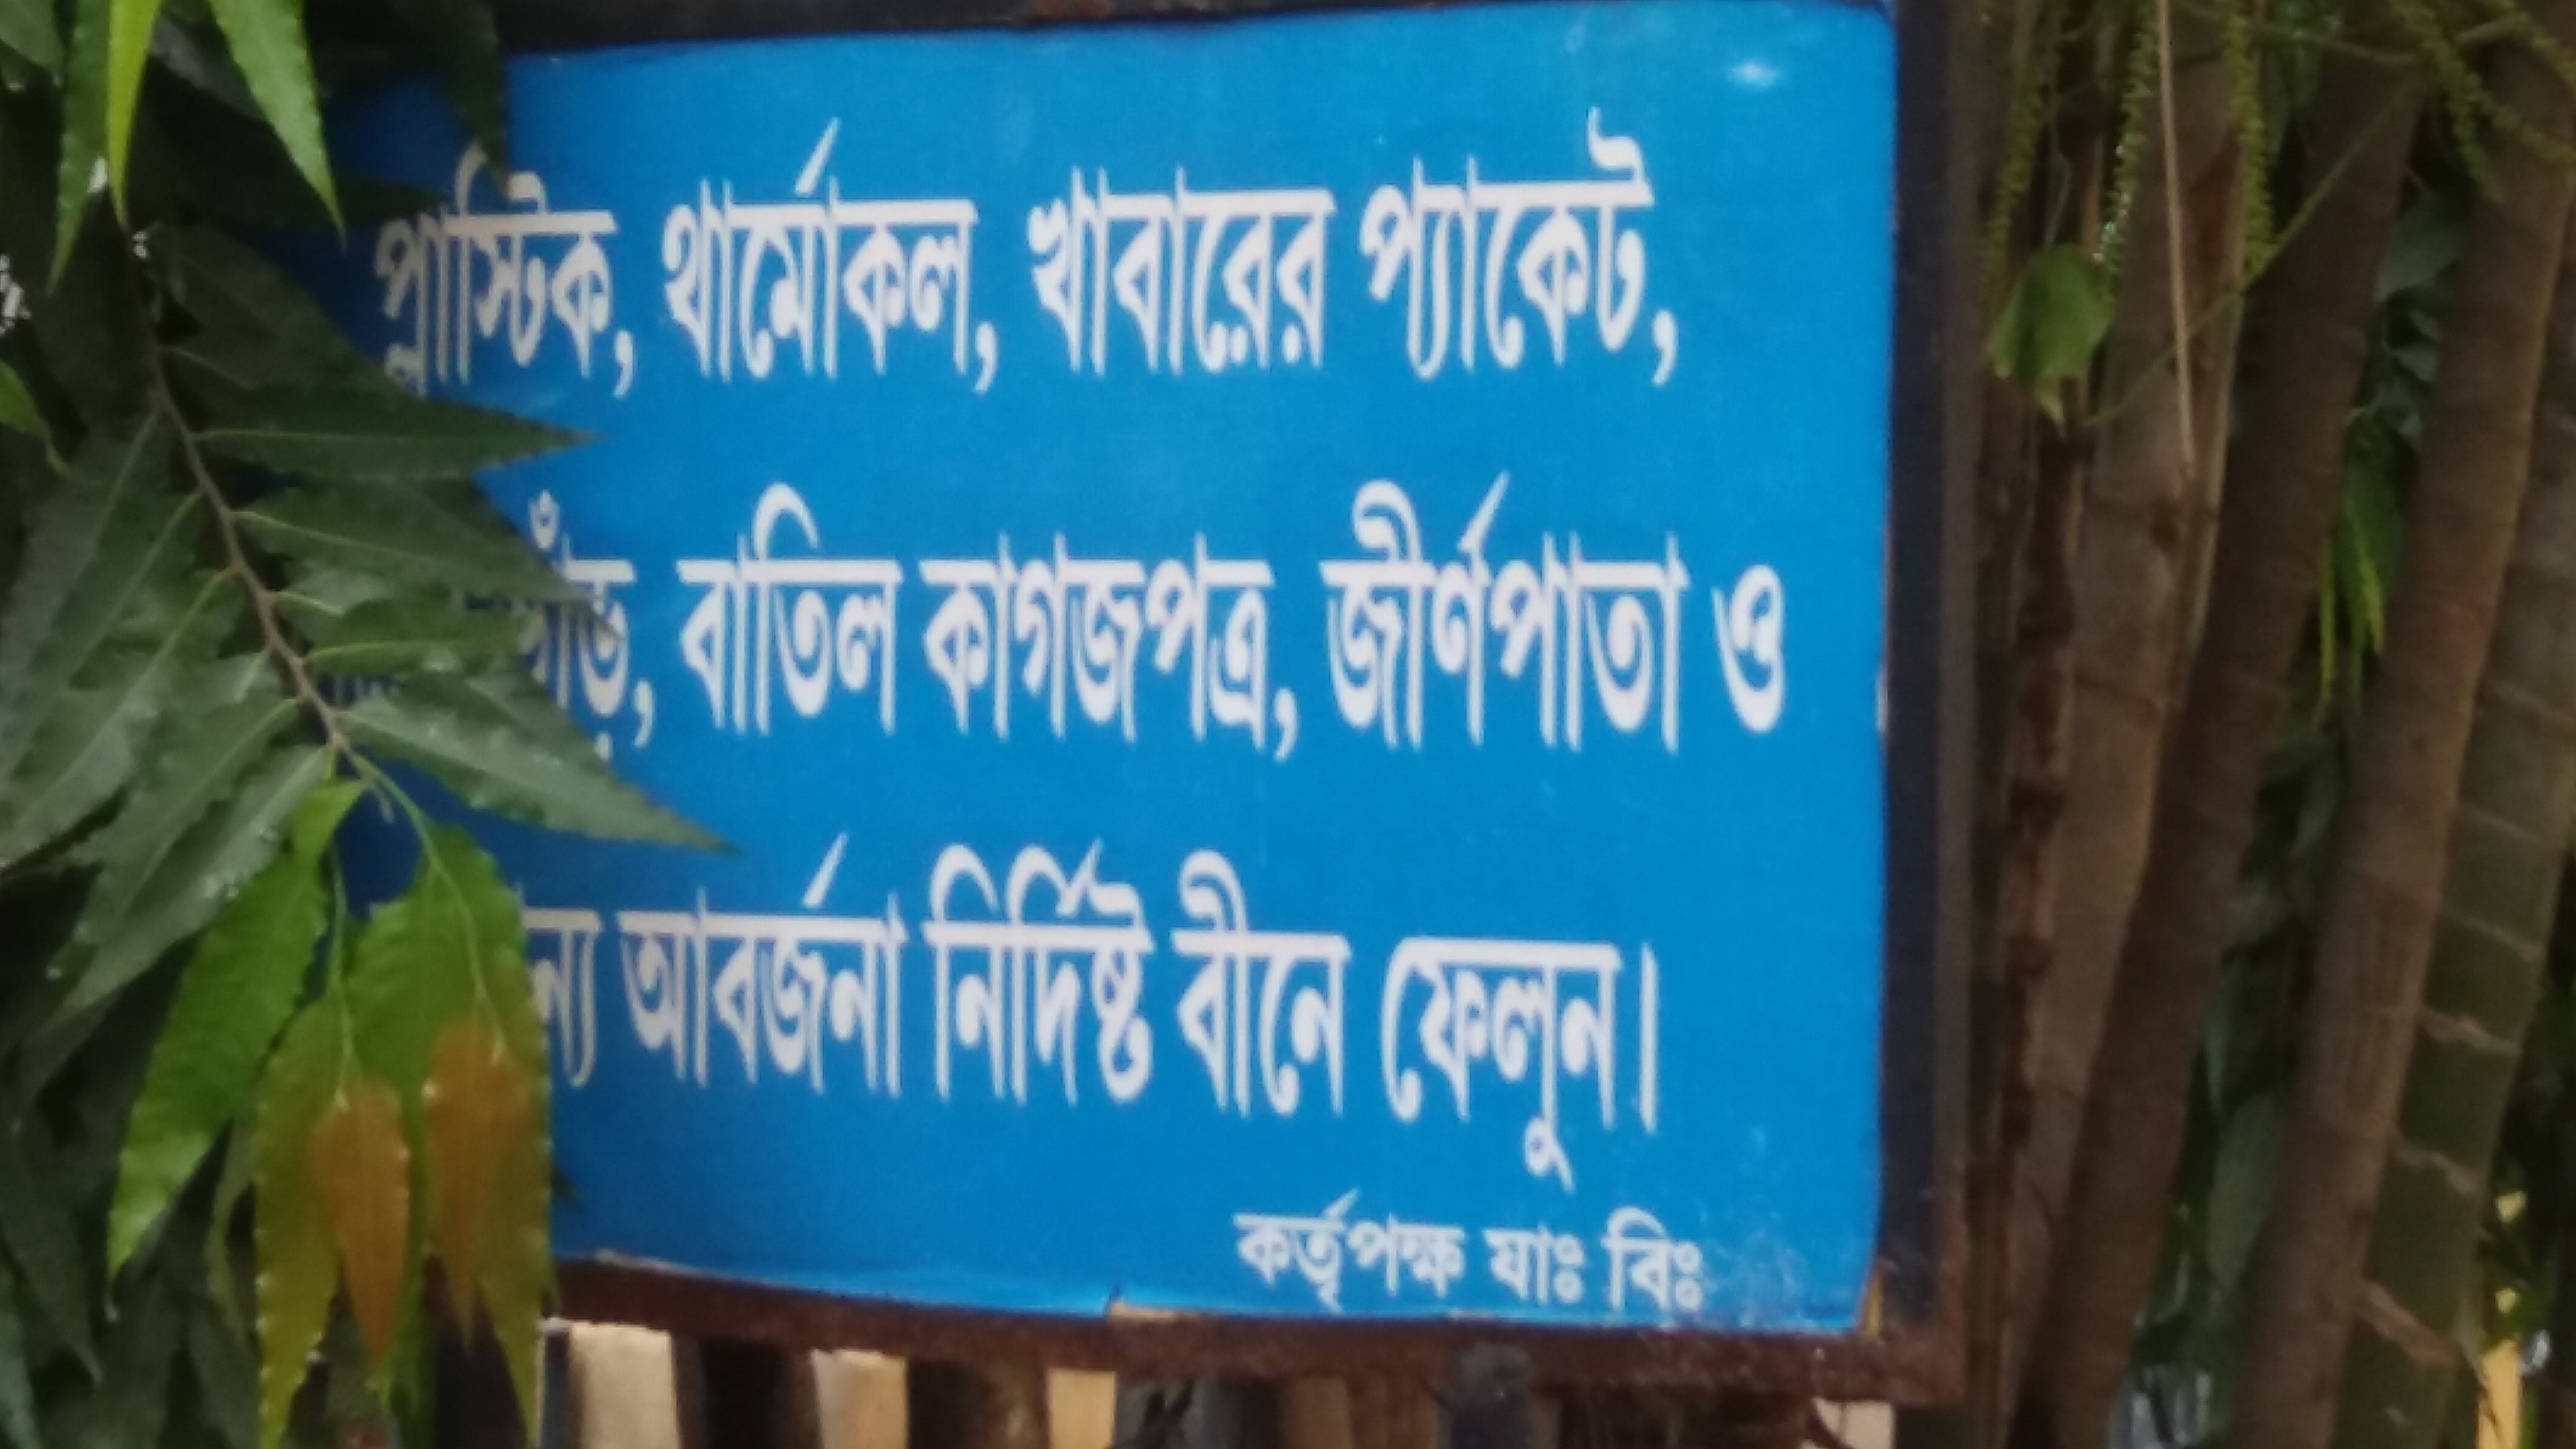 প্লাস্টিক, থার্মোকল, খাবারের প্যাকেট,
বাতিল কাগজপত্র, জীর্ণপাতা ও
আবর্জনা নির্দিষ্ট বীনে ফেলুন।
কর্তৃপক্ষ যাঃ বিঃ